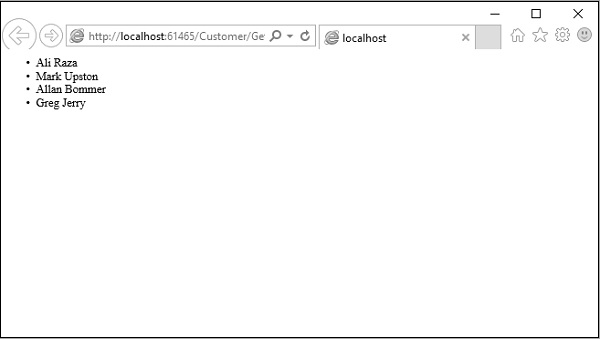 http://localhost:61465/Customer/Ge
localhost
• Ali Raza
• Mark Upston
• Allan Bommer
• Greg Jerry